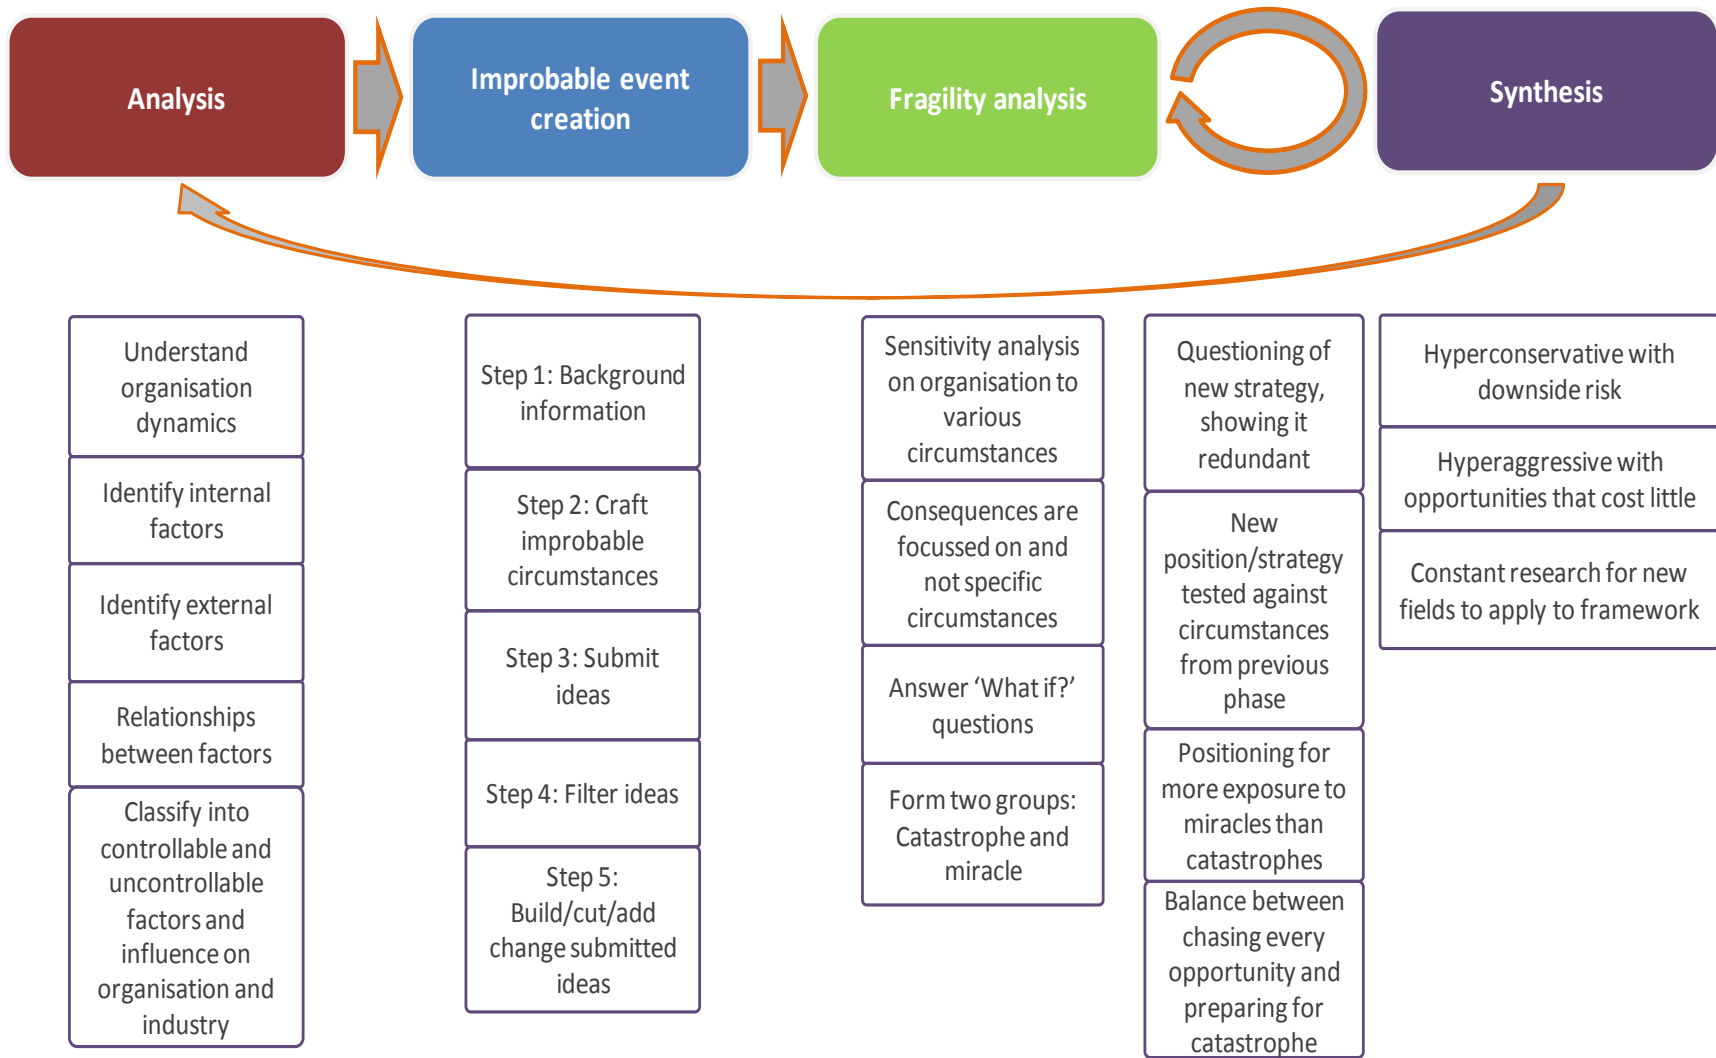 Analysis
Improbable event
creation
Fragility analysis
Synthesis
Understand
organisation
dynamics
Identify internal
factors
Identify external
factors
Relationships
between factors
Classify into
controllable and
uncontrollable
factors and
influence on
organisation and
industry
Step 1: Background
information
Step 2: Craft
improbable
circumstances
Step 3: Submit
ideas
Step 4: Filter ideas
Step 5:
Build/cut/add
change submitted
ideas
Sensitivity analysis
on organisation to
various
circumstances
Consequences are
focussed on and
not specific
circumstances
Answer ‘What if?’
questions
Form two groups:
Catastrophe and
miracle
Questioning of
new strategy,
showing it
redundant
New
position/strategy
tested against
circumstances
from previous
phase
Positioning for
more exposure to
miracles than
catastrophes
Balance between
chasing every
opportunity and
preparing for
catastrophe
Hyperconservative with
downside risk
Hyperaggressive with
opportunities that cost little
Constant research for new
fields to apply to framework